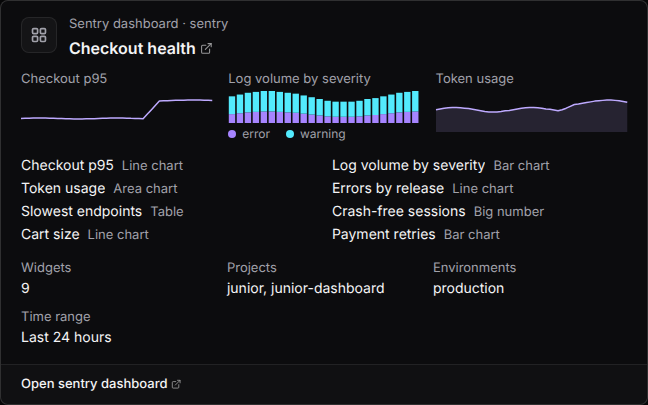 Sentry dashboard · sentry
Checkout health
Checkout p95
Log volume by severity
error warning
Token usage
Checkout p95 Line chart
Log volume by severity Bar chart
Token usage Area chart
Errors by release Line chart
Slowest endpoints Table
Crash-free sessions Big number
Cart size Line chart
Payment retries Bar chart
Widgets
9
Projects
junior, junior-dashboard
Environments
production
Time range
Last 24 hours
Open sentry dashboard